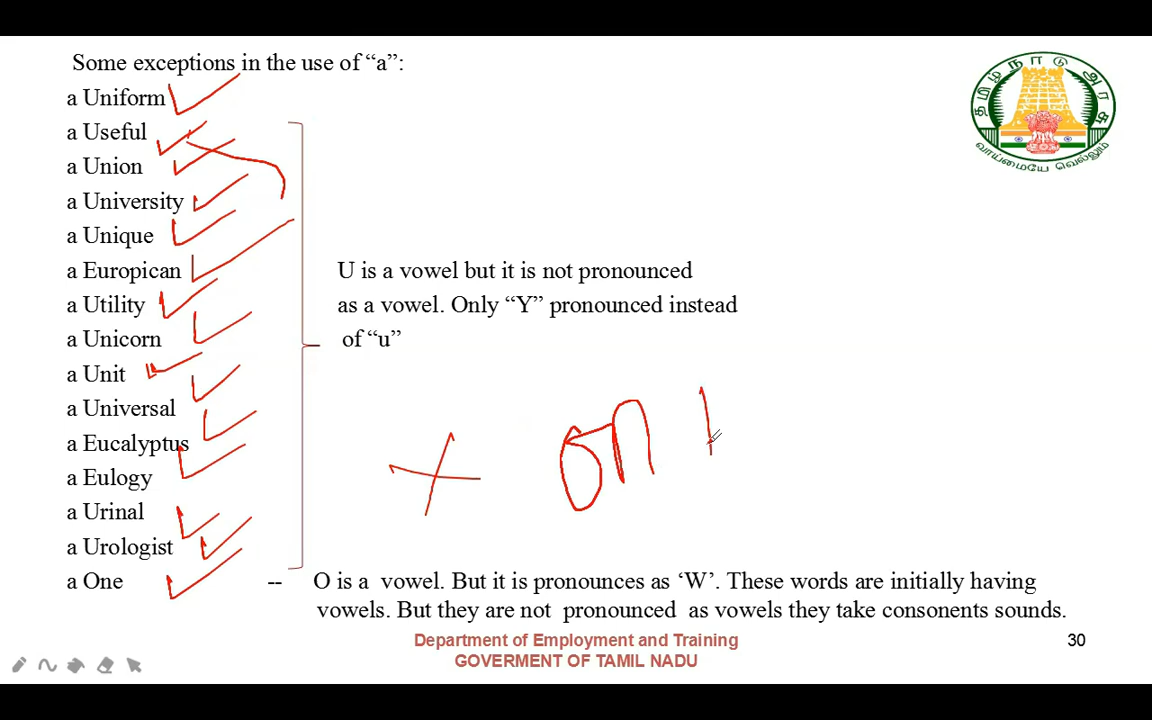 Some exceptions in the use of “a”:
a Uniform
a Useful
a Union
a University
a Unique
a Europican
a Utility
a Unicorn
a Unit
a Universal
a Eucalyptus
a Eulogy
a Urinal
a Urologist
a One
U is a vowel but it is not pronounced
as a vowel. Only “Y” pronounced instead
of “u”
-- O is a vowel. But it is pronounces as ‘W’. These words are initially having
vowels. But they are not pronounced as vowels they take consonents sounds.
on
தமிழ்நாடு அரசு
வாய்மையே வெல்லும்
Department of Employment and Training
GOVERMENT OF TAMIL NADU
30